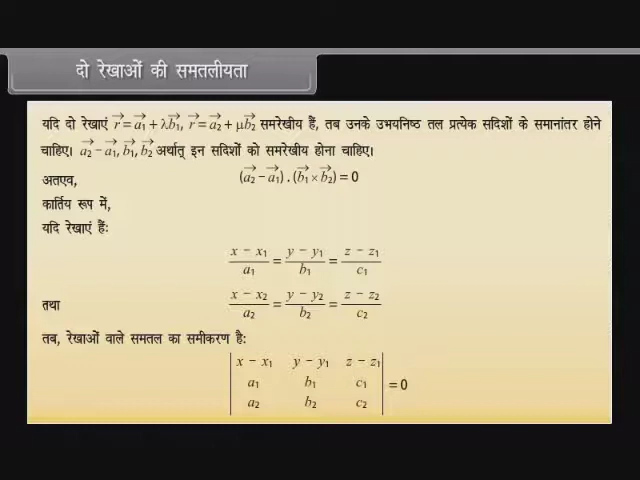 दो रेखाओं की समतलीयता
यदि दो रेखाएं r⃗ = a⃗₁ + λb⃗₁, r⃗ = a⃗₂ + μb⃗₂ समरेखीय हैं, तब उनके उभयनिष्ठ तल प्रत्येक सदिशों के समानांतर होने
चाहिए। a⃗₂ – a⃗₁, b⃗₁, b⃗₂ अर्थात् इन सदिशों को समरेखीय होना चाहिए।
अतएव, (a⃗₂ – a⃗₁) . (b⃗₁ × b⃗₂) = 0
कार्तिय रूप में,
यदि रेखाएं हैं:
(x – x₁)/a₁ = (y – y₁)/b₁ = (z – z₁)/c₁
तथा (x – x₂)/a₂ = (y – y₂)/b₂ = (z – z₂)/c₂
तब, रेखाओं वाले समतल का समीकरण है:
| x – x₁ y – y₁ z – z₁ |
| a₁ b₁ c₁ | = 0
| a₂ b₂ c₂ |